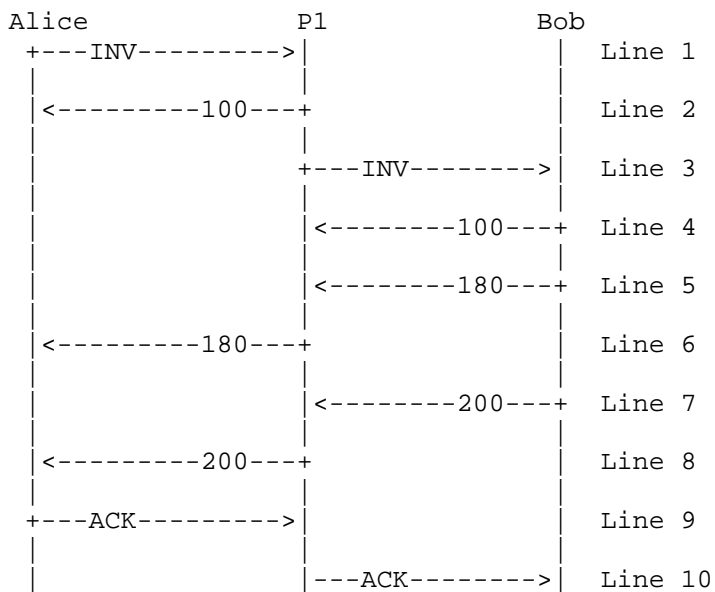 Alice P1 Bob
+---INV--------->| | Line 1
| | |
|<---------100---+ | Line 2
| | |
| +---INV-------->| Line 3
| | |
| |<--------100---+ Line 4
| | |
| |<--------180---+ Line 5
| | |
|<---------180---+ | Line 6
| | |
| |<--------200---+ Line 7
| | |
|<---------200---+ | Line 8
| | |
+---ACK--------->| | Line 9
| | |
| |---ACK-------->| Line 10